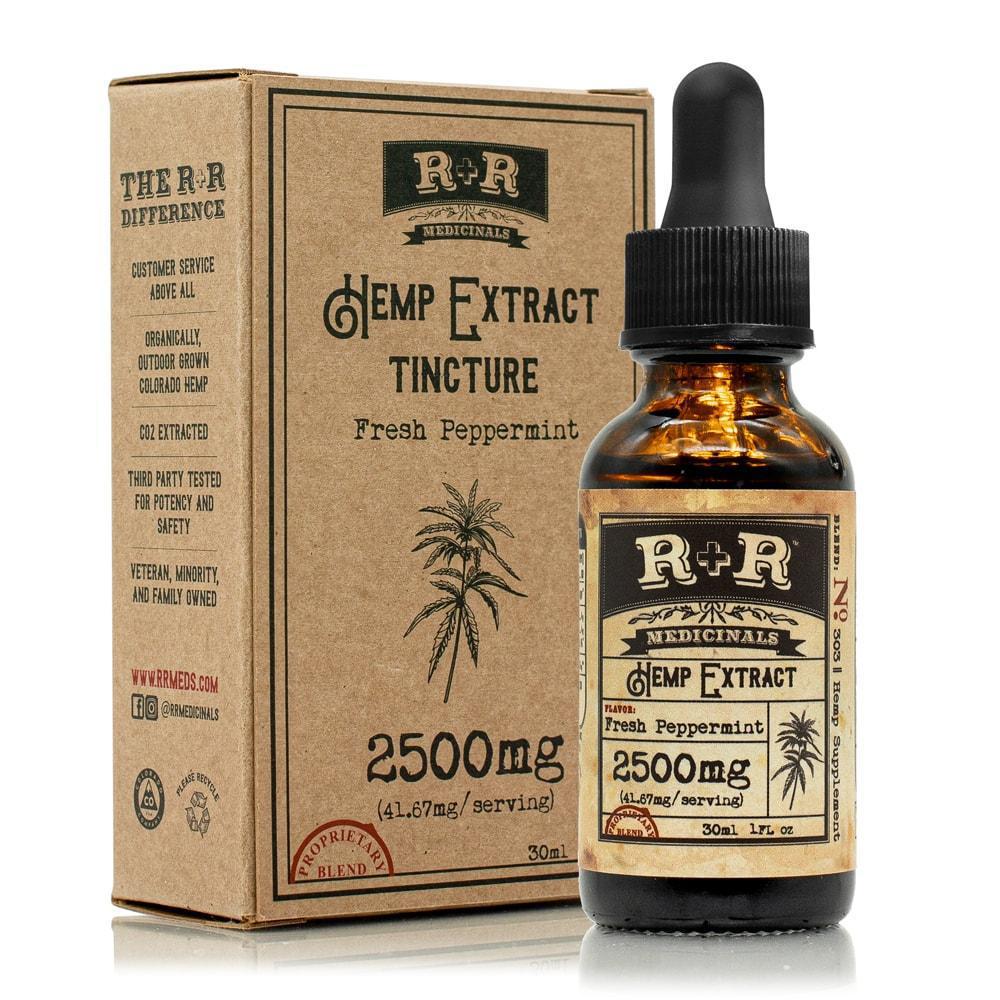 THE R+R
DIFFERENCE
CUSTOMER SERVICE
ABOVE ALL
ORGANICALLY,
OUTDOOR GROWN
COLORADO HEMP
CO2 EXTRACTED
THIRD PARTY TESTED
FOR POTENCY AND
SAFETY
VETERAN, MINORITY,
AND FAMILY OWNED
WWW.RRMEDS.COM
@RRMEDICINALS
COLORADO
CO
PLEASE RECYCLE
R+R
MEDICINALS
HEMP EXTRACT
TINCTURE
Fresh Peppermint
2500mg
(41.67mg/serving)
PROPRIETARY
BLEND
30ml
R+R™
MEDICINALS
HEMP EXTRACT
FLAVOR:
Fresh Peppermint
2500mg
(41.67mg/serving)
PROPRIETARY
BLEND
30ml 1FL oz
BLEND: No. 303 || Hemp Supplement